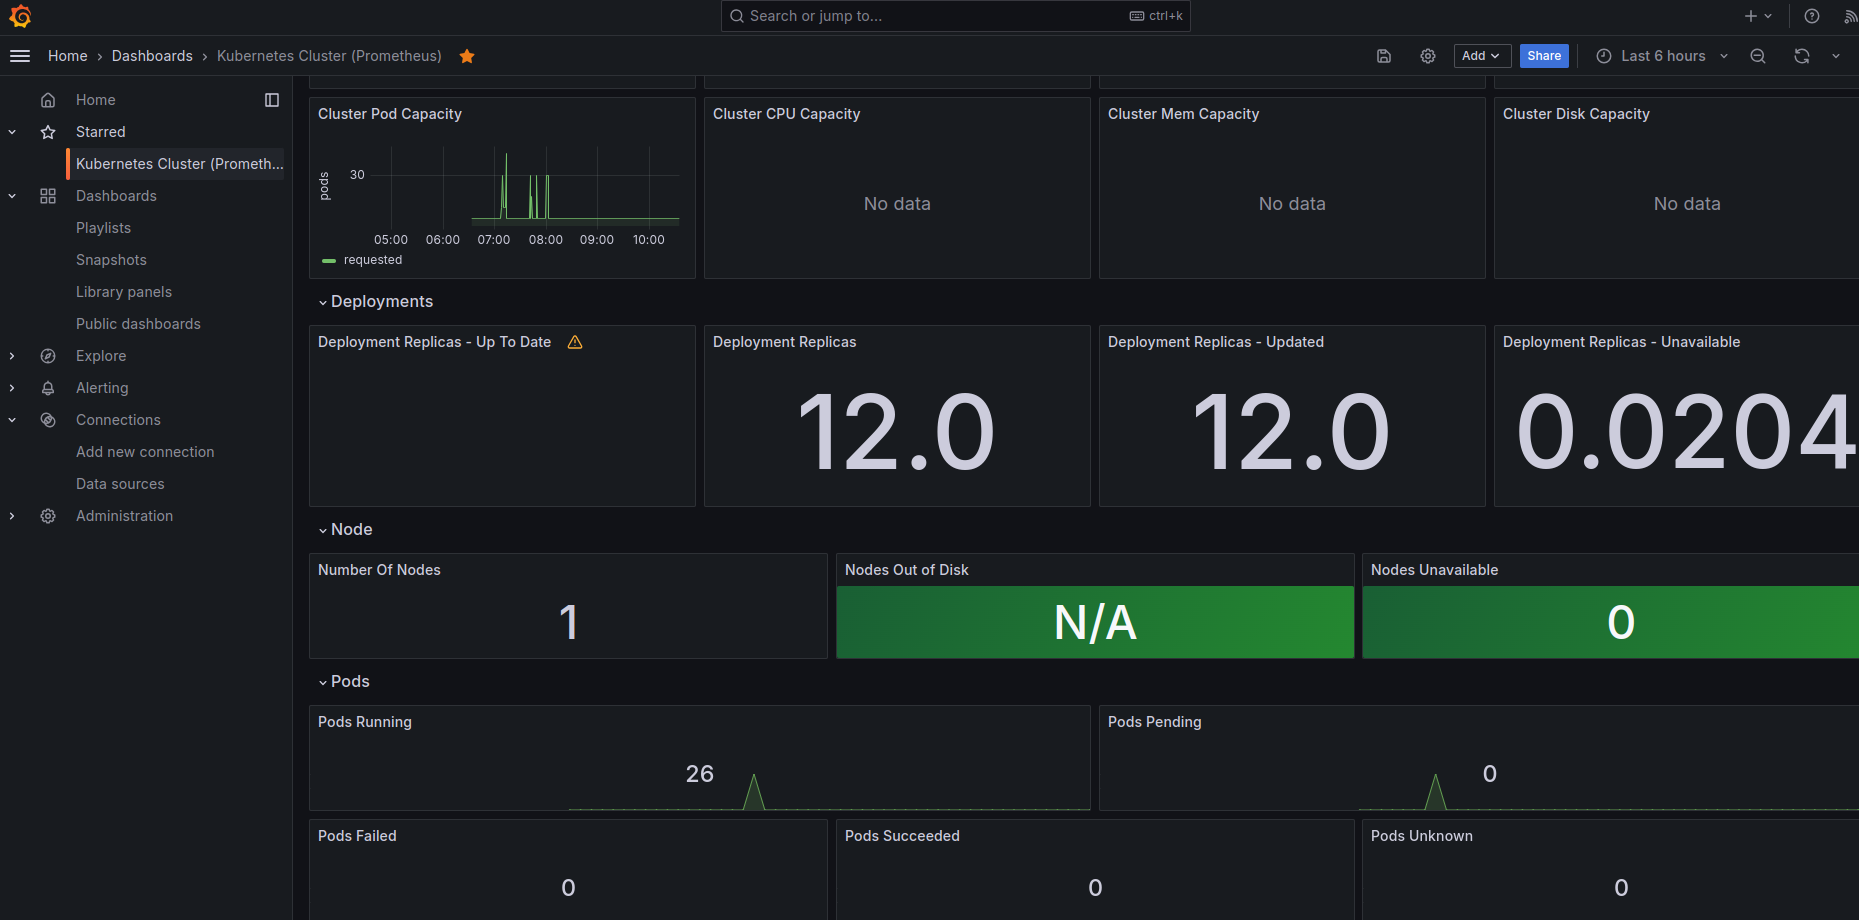 Search or jump to...
ctrl+k
Home › Dashboards › Kubernetes Cluster (Prometheus)
Add
Share
Last 6 hours
Home
Starred
Kubernetes Cluster (Prometh...
Dashboards
Playlists
Snapshots
Library panels
Public dashboards
Explore
Alerting
Connections
Add new connection
Data sources
Administration
Cluster Pod Capacity
pods
30
05:00 06:00 07:00 08:00 09:00 10:00
requested
Cluster CPU Capacity
No data
Cluster Mem Capacity
No data
Cluster Disk Capacity
No data
Deployments
Deployment Replicas - Up To Date
Deployment Replicas
12.0
Deployment Replicas - Updated
12.0
Deployment Replicas - Unavailable
0.0204
Node
Number Of Nodes
1
Nodes Out of Disk
N/A
Nodes Unavailable
0
Pods
Pods Running
26
Pods Pending
0
Pods Failed
0
Pods Succeeded
0
Pods Unknown
0